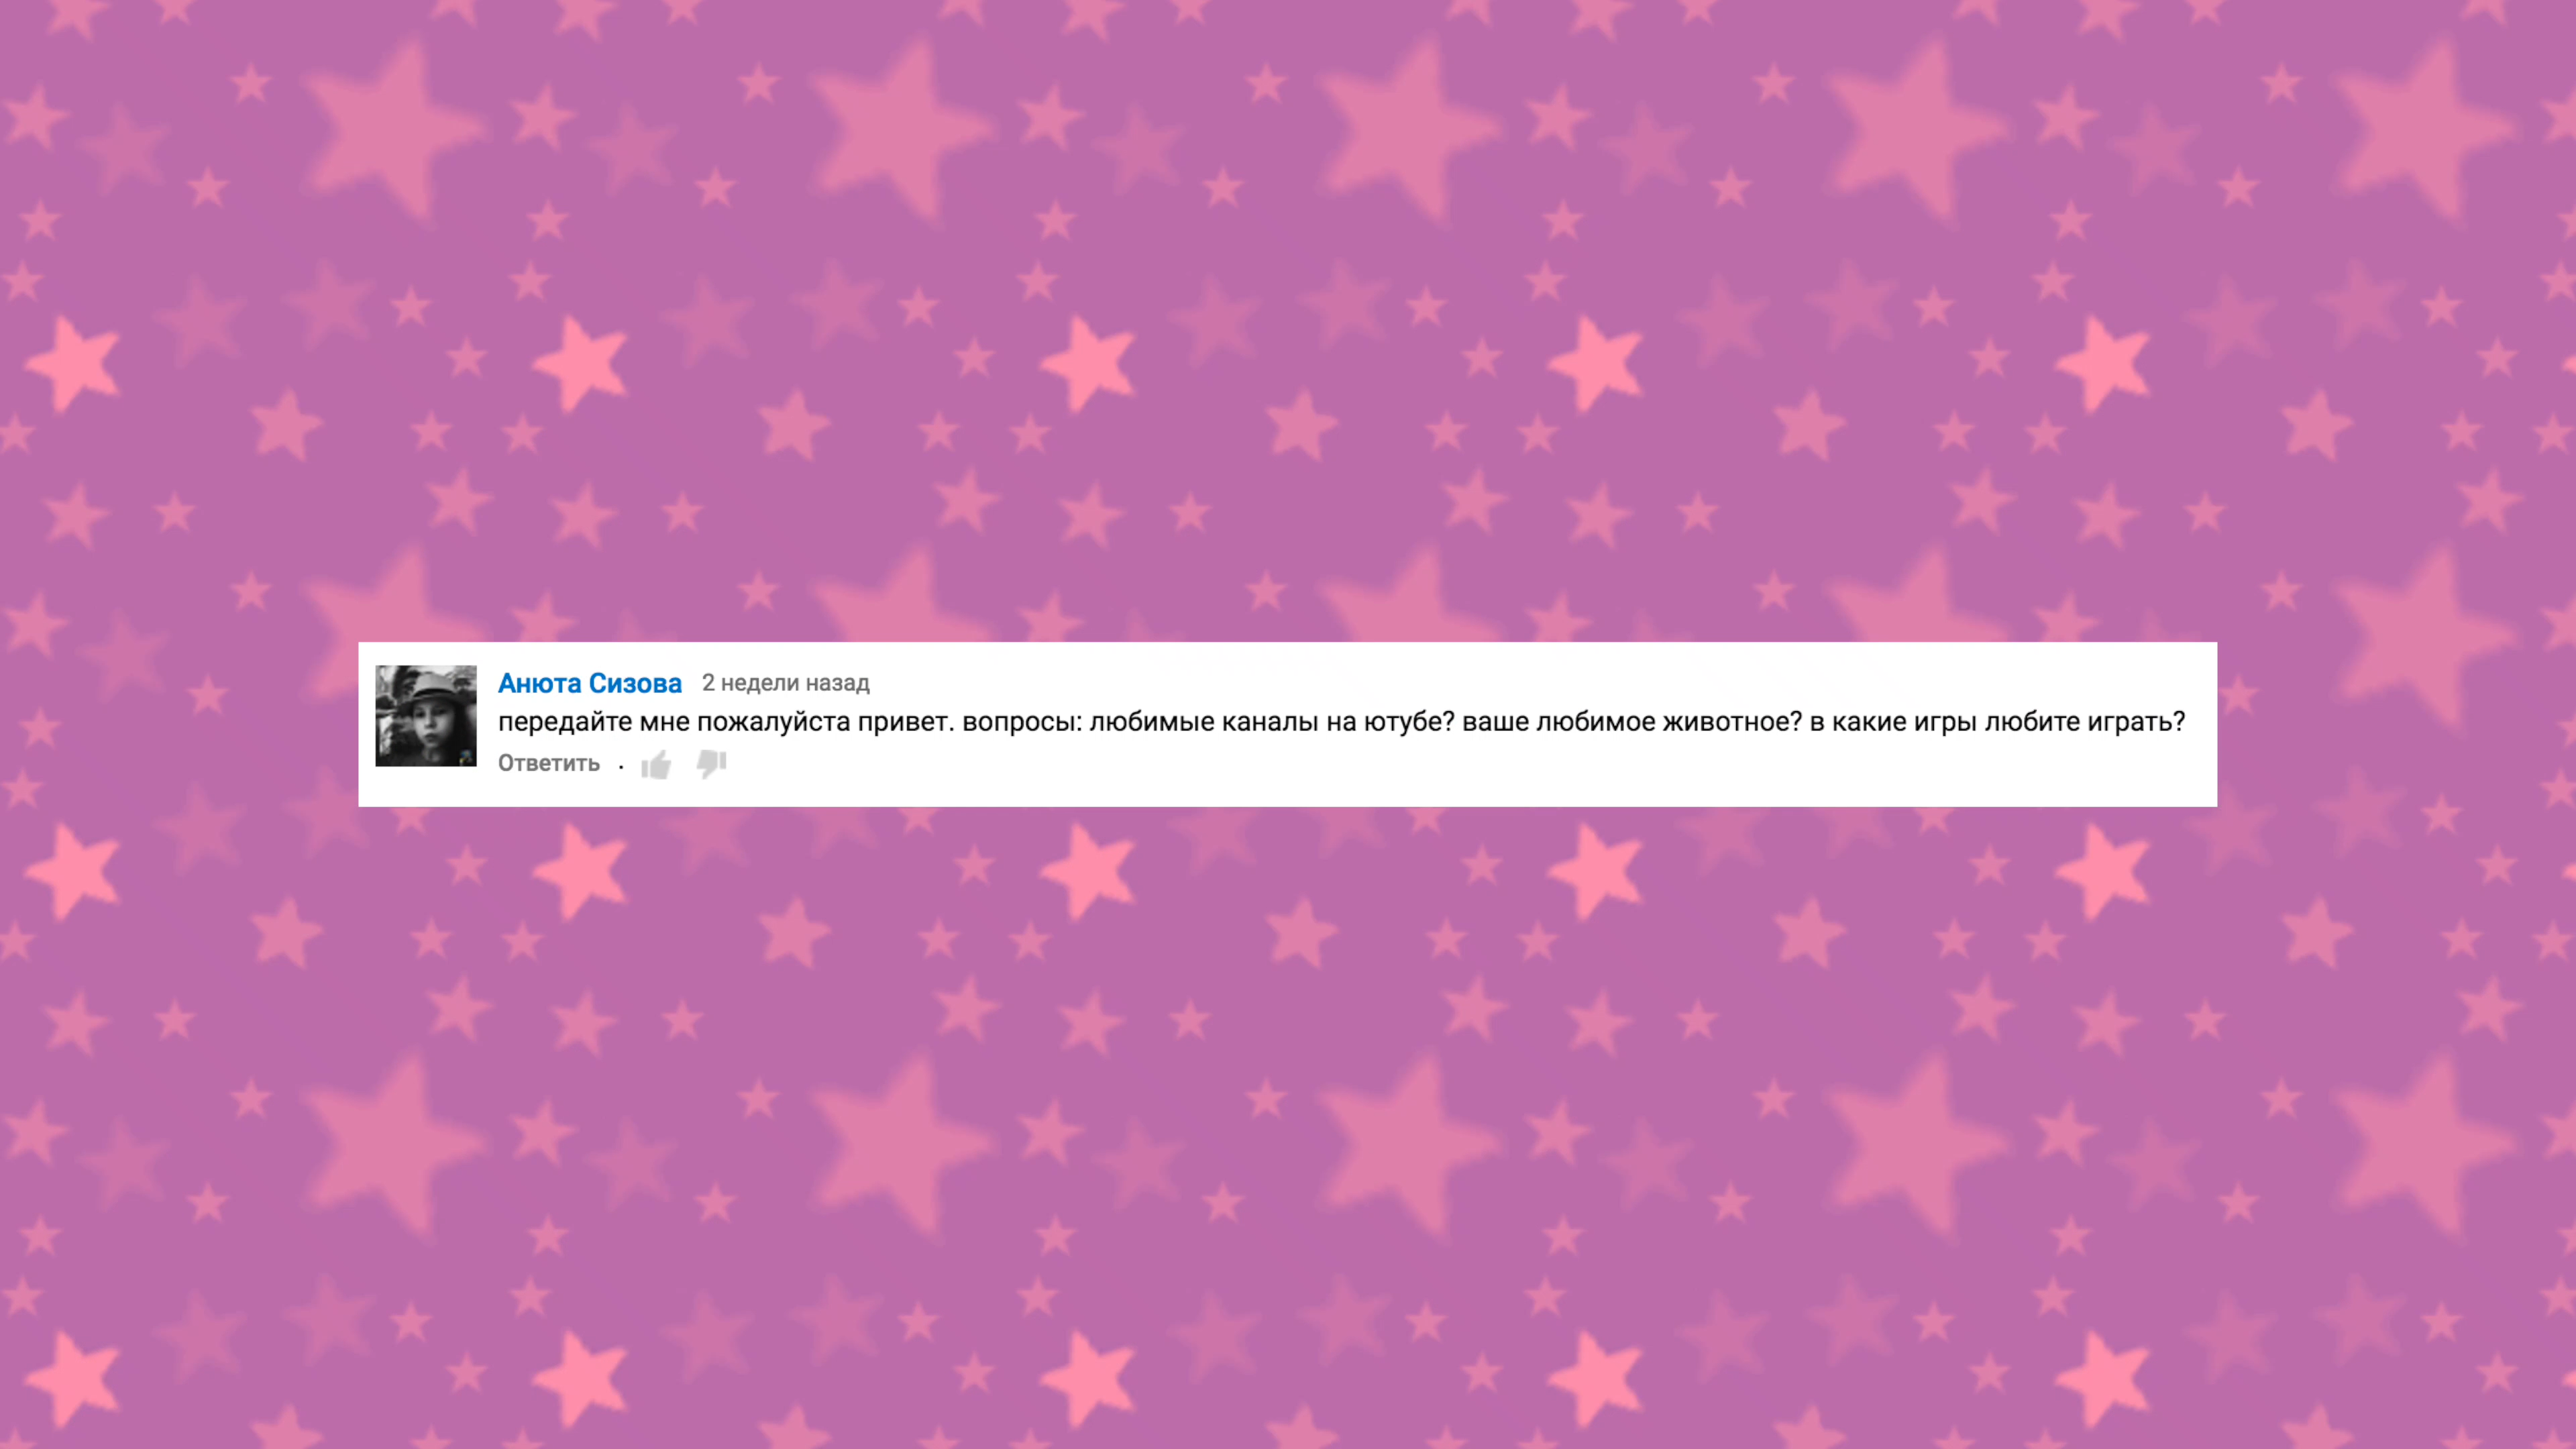 Анюта Сизова 2 недели назад
передайте мне пожалуйста привет. вопросы: любимые каналы на ютубе? ваше любимое животное? в какие игры любите играть?
Ответить ·